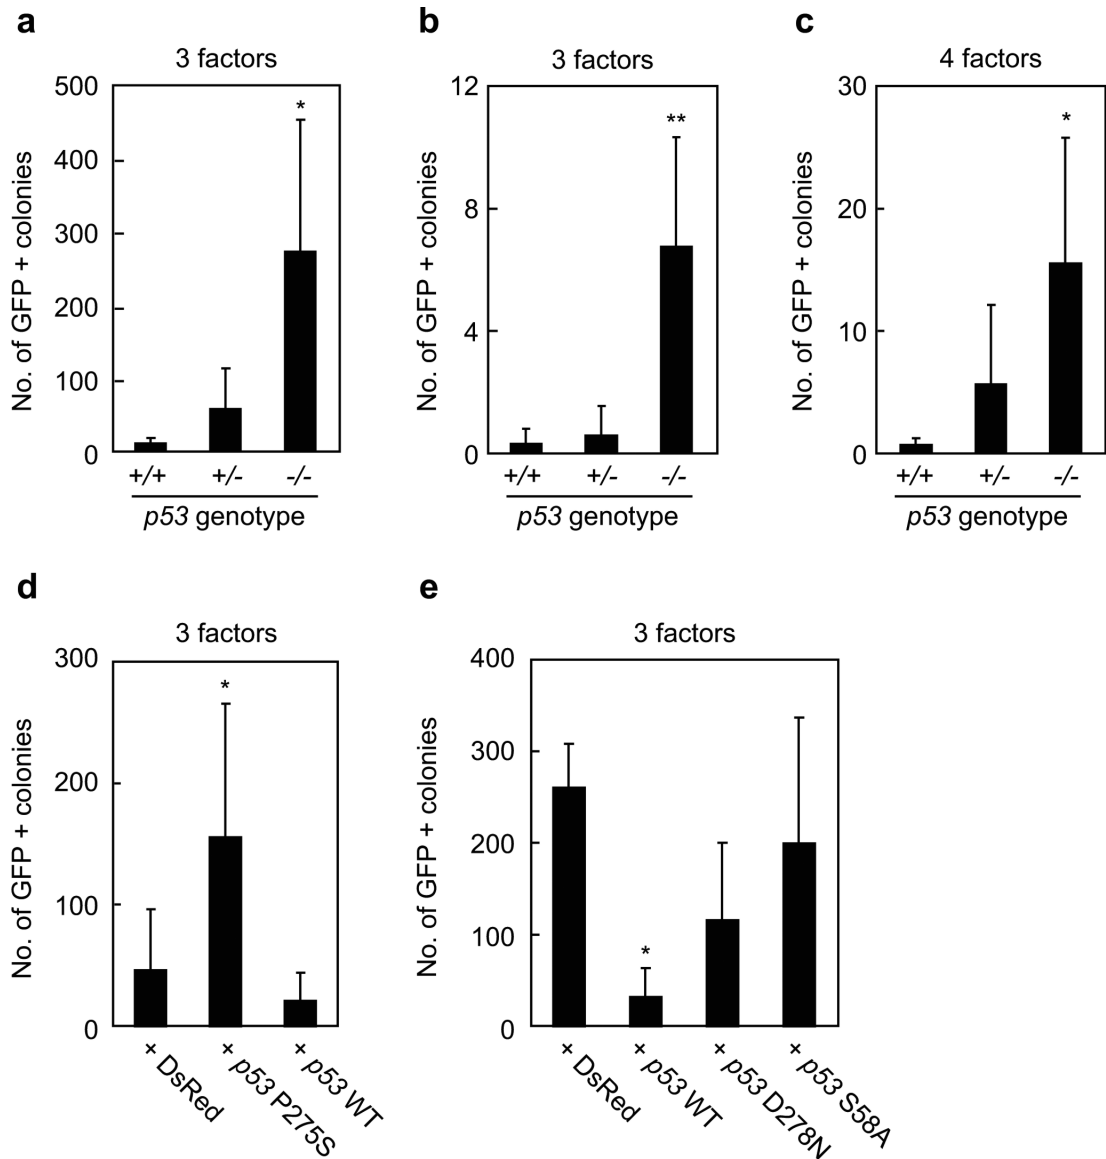 a
3 factors
No. of GFP + colonies
500
400
300
200
100
0
*
+/+ +/- -/-
p53 genotype
b
3 factors
No. of GFP + colonies
12
8
4
0
**
+/+ +/- -/-
p53 genotype
c
4 factors
No. of GFP + colonies
30
20
10
0
*
+/+ +/- -/-
p53 genotype
d
3 factors
No. of GFP + colonies
300
200
100
0
*
+ DsRed
+ p53 P275S
+ p53 WT
e
3 factors
No. of GFP + colonies
400
300
200
100
0
*
+ DsRed
+ p53 WT
+ p53 D278N
+ p53 S58A